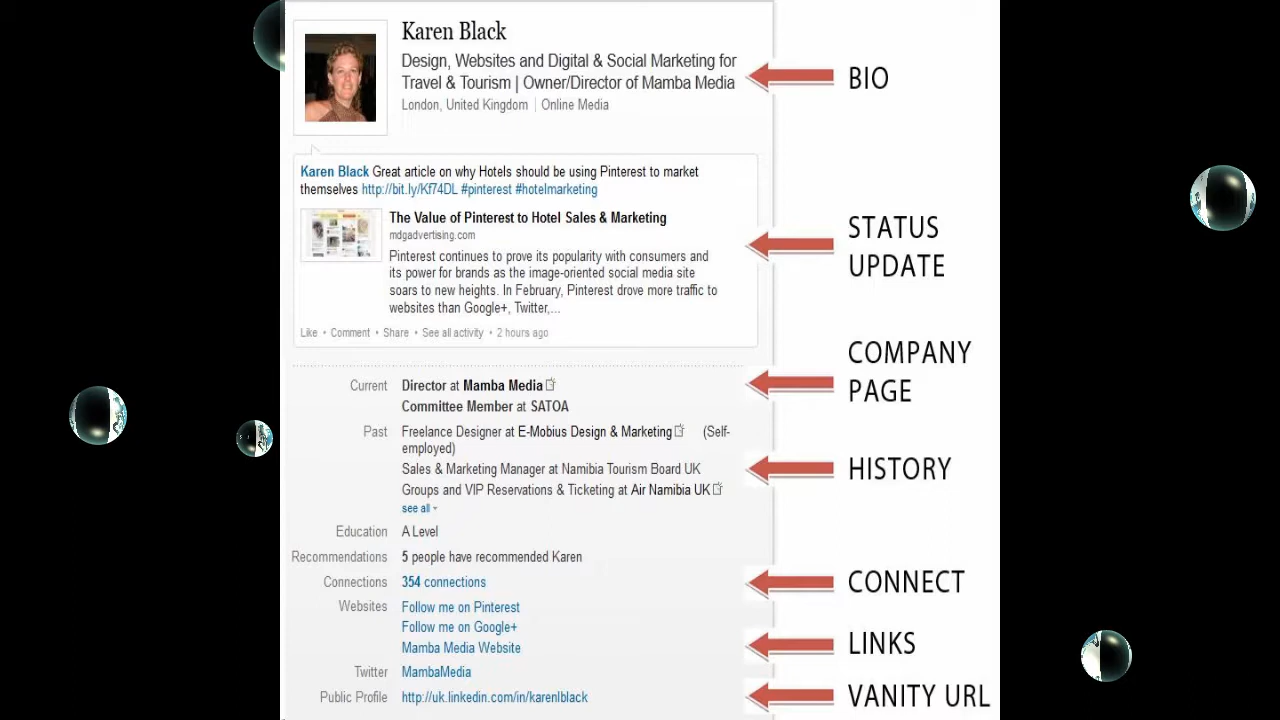 Karen Black
Design, Websites and Digital & Social Marketing for
Travel & Tourism | Owner/Director of Mamba Media
London, United Kingdom | Online Media
BIO
Karen Black Great article on why Hotels should be using Pinterest to market
themselves http://bit.ly/Kf74DL #pinterest #hotelmarketing
The Value of Pinterest to Hotel Sales & Marketing
mdgadvertising.com
Pinterest continues to prove its popularity with consumers and
its power for brands as the image-oriented social media site
soars to new heights. In February, Pinterest drove more traffic to
websites than Google+, Twitter,...
Like • Comment • Share • See all activity • 2 hours ago
STATUS
UPDATE
Current Director at Mamba Media
Committee Member at SATOA
COMPANY
PAGE
Past Freelance Designer at E-Mobius Design & Marketing (Self-
employed)
Sales & Marketing Manager at Namibia Tourism Board UK
Groups and VIP Reservations & Ticketing at Air Namibia UK
see all
HISTORY
Education A Level
Recommendations 5 people have recommended Karen
Connections 354 connections
CONNECT
Websites Follow me on Pinterest
Follow me on Google+
Mamba Media Website
LINKS
Twitter MambaMedia
Public Profile http://uk.linkedin.com/in/karenlblack
VANITY URL